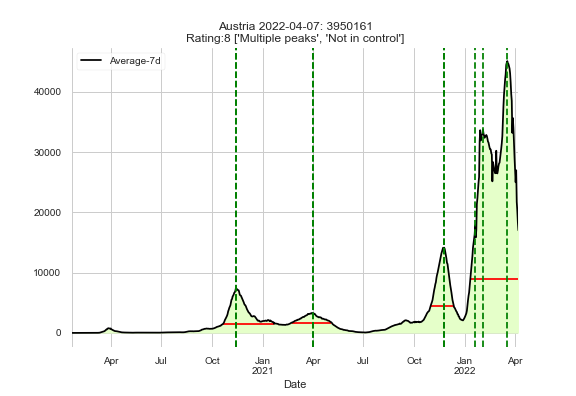 Austria 2022-04-07: 3950161
Rating:8 ['Multiple peaks', 'Not in control']
Average-7d
40000
30000
20000
10000
0
Apr Jul Oct Jan Apr Jul Oct Jan Apr
2021 2022
Date